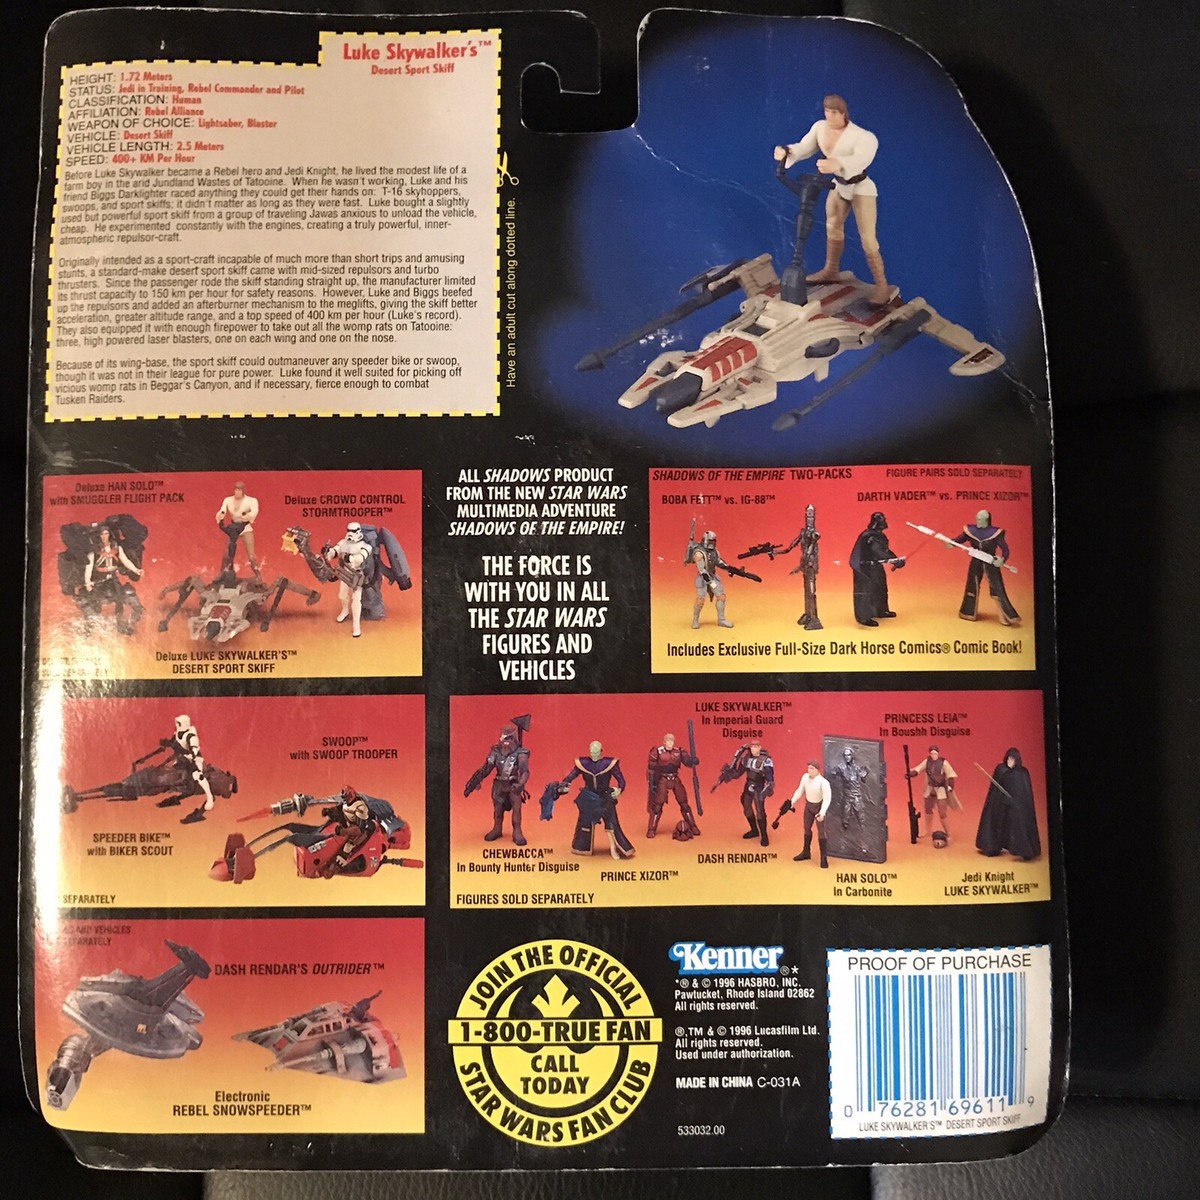 Luke Skywalker's™
Desert Sport Skiff
HEIGHT: 1.72 Meters
STATUS: Jedi in Training, Rebel Commander and Pilot
CLASSIFICATION: Human
AFFILIATION: Rebel Alliance
WEAPON OF CHOICE: Lightsaber, Blaster
VEHICLE: Desert Skiff
VEHICLE LENGTH: 2.5 Meters
SPEED: 400+ KM Per Hour
Before Luke Skywalker became a Rebel hero and Jedi Knight, he lived the modest life of a
farm boy in the arid Jundland Wastes of Tatooine. When he wasn't working, Luke and his
friend Biggs Darklighter raced anything they could get their hands on: T-16 skyhoppers,
swoops, and sport skiffs; it didn't matter as long as they were fast. Luke bought a slightly
used but powerful sport skiff from a group of traveling Jawas anxious to unload the vehicle,
cheap. He experimented constantly with the engines, creating a truly powerful, inner-
atmospheric repulsor-craft.
Originally intended as a sport-craft incapable of much more than short trips and amusing
stunts, a standard-make desert sport skiff came with mid-sized repulsors and turbo
thrusters. Since the passenger rode the skiff standing straight up, the manufacturer limited
its thrust capacity to 150 km per hour for safety reasons. However, Luke and Biggs beefed
up the repulsors and added an afterburner mechanism to the meglifts, giving the skiff better
acceleration, greater altitude range, and a top speed of 400 km per hour (Luke's record).
They also equipped it with enough firepower to take out all the womp rats on Tatooine:
three, high powered laser blasters, one on each wing and one on the nose.
Because of its wing-base, the sport skiff could outmaneuver any speeder bike or swoop,
though it was not in their league for pure power. Luke found it well suited for picking off
vicious womp rats in Beggar's Canyon, and if necessary, fierce enough to combat
Tusken Raiders.
Have an adult cut along dotted line.
Deluxe HAN SOLO™
with SMUGGLER FLIGHT PACK
Deluxe CROWD CONTROL
STORMTROOPER™
Deluxe LUKE SKYWALKER'S™
DESERT SPORT SKIFF
ALL SHADOWS PRODUCT
FROM THE NEW STAR WARS
MULTIMEDIA ADVENTURE
SHADOWS OF THE EMPIRE!
THE FORCE IS
WITH YOU IN ALL
THE STAR WARS
FIGURES AND
VEHICLES
SHADOWS OF THE EMPIRE TWO-PACKS
FIGURE PAIRS SOLD SEPARATELY
BOBA FETT™ vs. IG-88™
DARTH VADER™ vs. PRINCE XIZOR™
Includes Exclusive Full-Size Dark Horse Comics® Comic Book!
SWOOP™
with SWOOP TROOPER
SPEEDER BIKE™
with BIKER SCOUT
SEPARATELY
LUKE SKYWALKER™
In Imperial Guard
Disguise
PRINCESS LEIA™
In Boushh Disguise
CHEWBACCA™
In Bounty Hunter Disguise
PRINCE XIZOR™
DASH RENDAR™
HAN SOLO™
In Carbonite
Jedi Knight
LUKE SKYWALKER™
FIGURES SOLD SEPARATELY
AND VEHICLES
SEPARATELY
DASH RENDAR'S OUTRIDER™
Electronic
REBEL SNOWSPEEDER™
JOIN THE OFFICIAL
1-800-TRUE FAN
CALL
TODAY
STAR WARS FAN CLUB
Kenner®*
*® & © 1996 HASBRO, INC.
Pawtucket, Rhode Island 02862
All rights reserved.
®,TM & © 1996 Lucasfilm Ltd.
All rights reserved.
Used under authorization.
MADE IN CHINA C-031A
533032.00
PROOF OF PURCHASE
0 76281 69611 9
LUKE SKYWALKER'S™ DESERT SPORT SKIFF